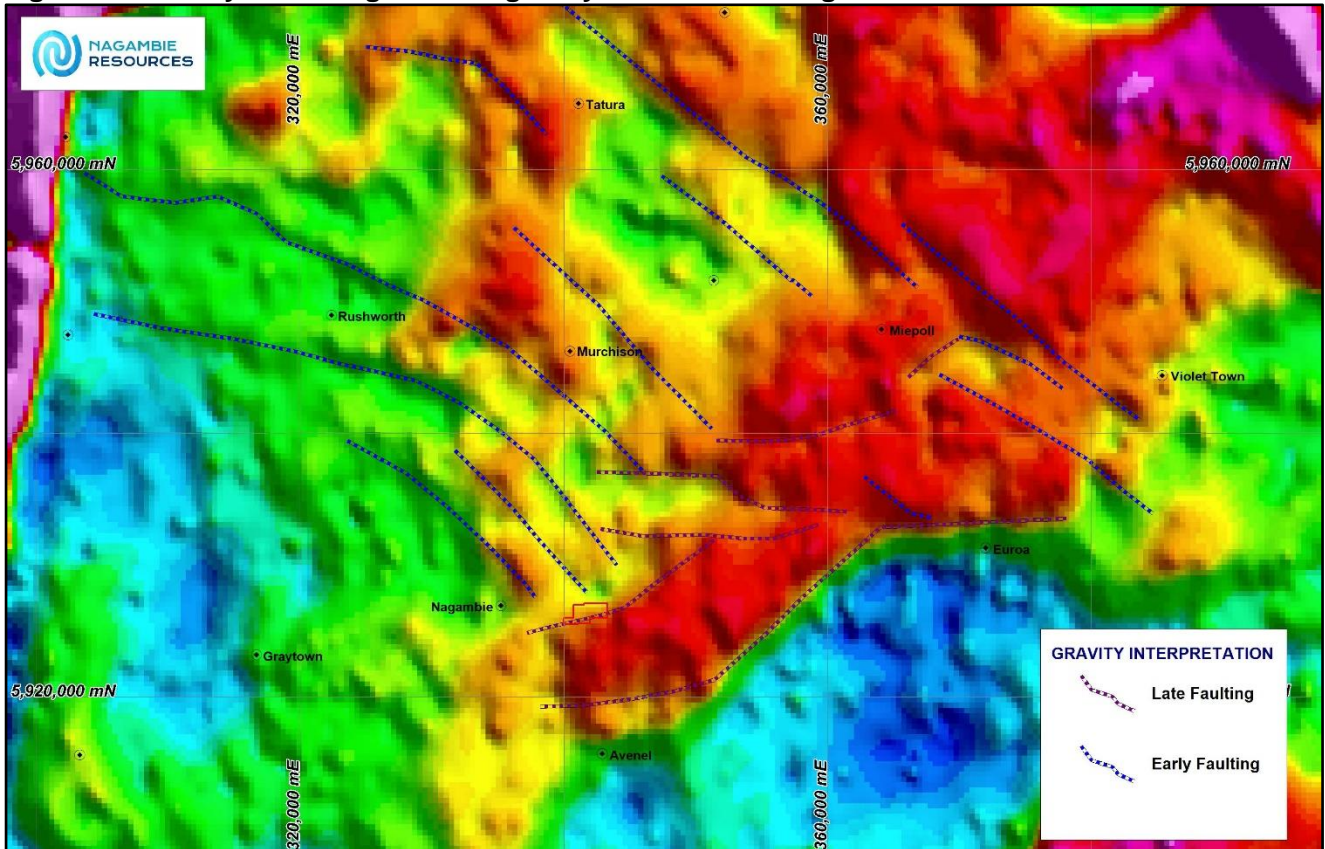 NAGAMBIE
RESOURCES
320,000 mE
360,000 mE
Tatura
5,960,000 mN
5,960,000 mN
Rushworth
Miepoll
Murchison
Violet Town
Euroa
Nagambie
Graytown
GRAVITY INTERPRETATION
Late Faulting
Early Faulting
5,920,000 mN
N
Avenel
320,000 mE
360,000 mE